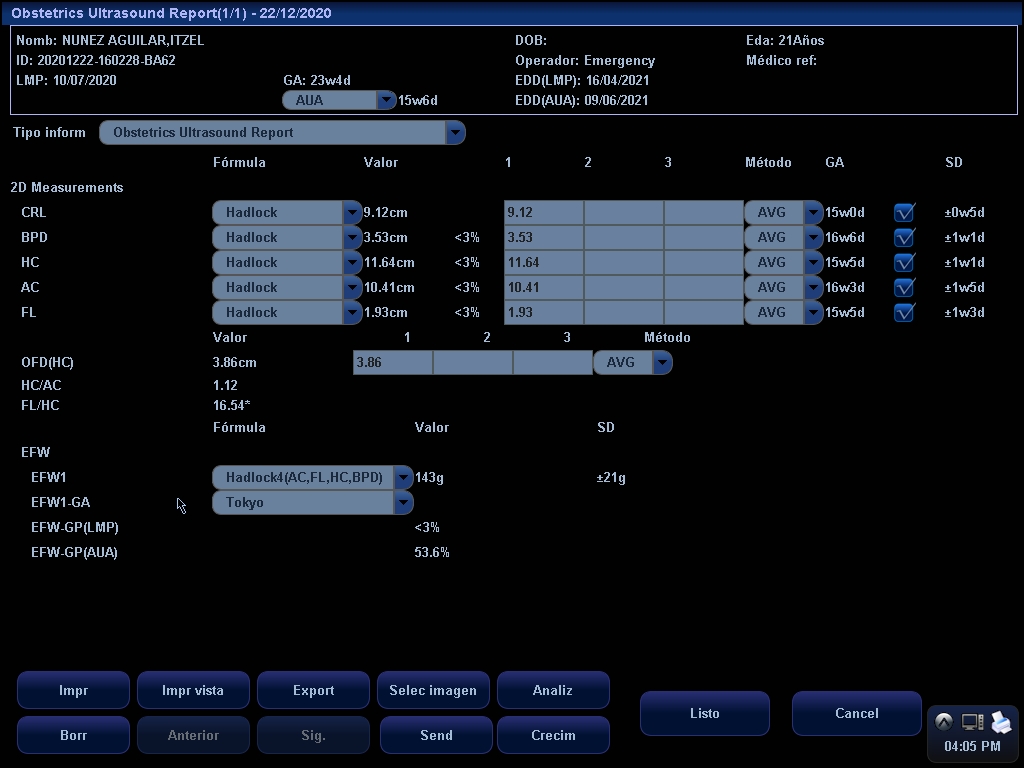 Obstetrics Ultrasound Report(1/1) - 22/12/2020
Nomb: NUNEZ AGUILAR,ITZEL DOB: Eda: 21Años
ID: 20201222-160228-BA62 Operador: Emergency Médico ref:
LMP: 10/07/2020 GA: 23w4d EDD(LMP): 16/04/2021
AUA 15w6d EDD(AUA): 09/06/2021
Tipo inform Obstetrics Ultrasound Report
Fórmula Valor 1 2 3 Método GA SD
2D Measurements
CRL Hadlock 9.12cm 9.12 AVG 15w0d ±0w5d
BPD Hadlock 3.53cm <3% 3.53 AVG 16w6d ±1w1d
HC Hadlock 11.64cm <3% 11.64 AVG 15w5d ±1w1d
AC Hadlock 10.41cm <3% 10.41 AVG 16w3d ±1w5d
FL Hadlock 1.93cm <3% 1.93 AVG 15w5d ±1w3d
Valor 1 2 3 Método
OFD(HC) 3.86cm 3.86 AVG
HC/AC 1.12
FL/HC 16.54*
Fórmula Valor SD
EFW
EFW1 Hadlock4(AC,FL,HC,BPD) 143g ±21g
EFW1-GA Tokyo
EFW-GP(LMP) <3%
EFW-GP(AUA) 53.6%
Impr Impr vista Export Selec imagen Analiz
Listo Cancel
Borr Anterior Sig. Send Crecim
04:05 PM